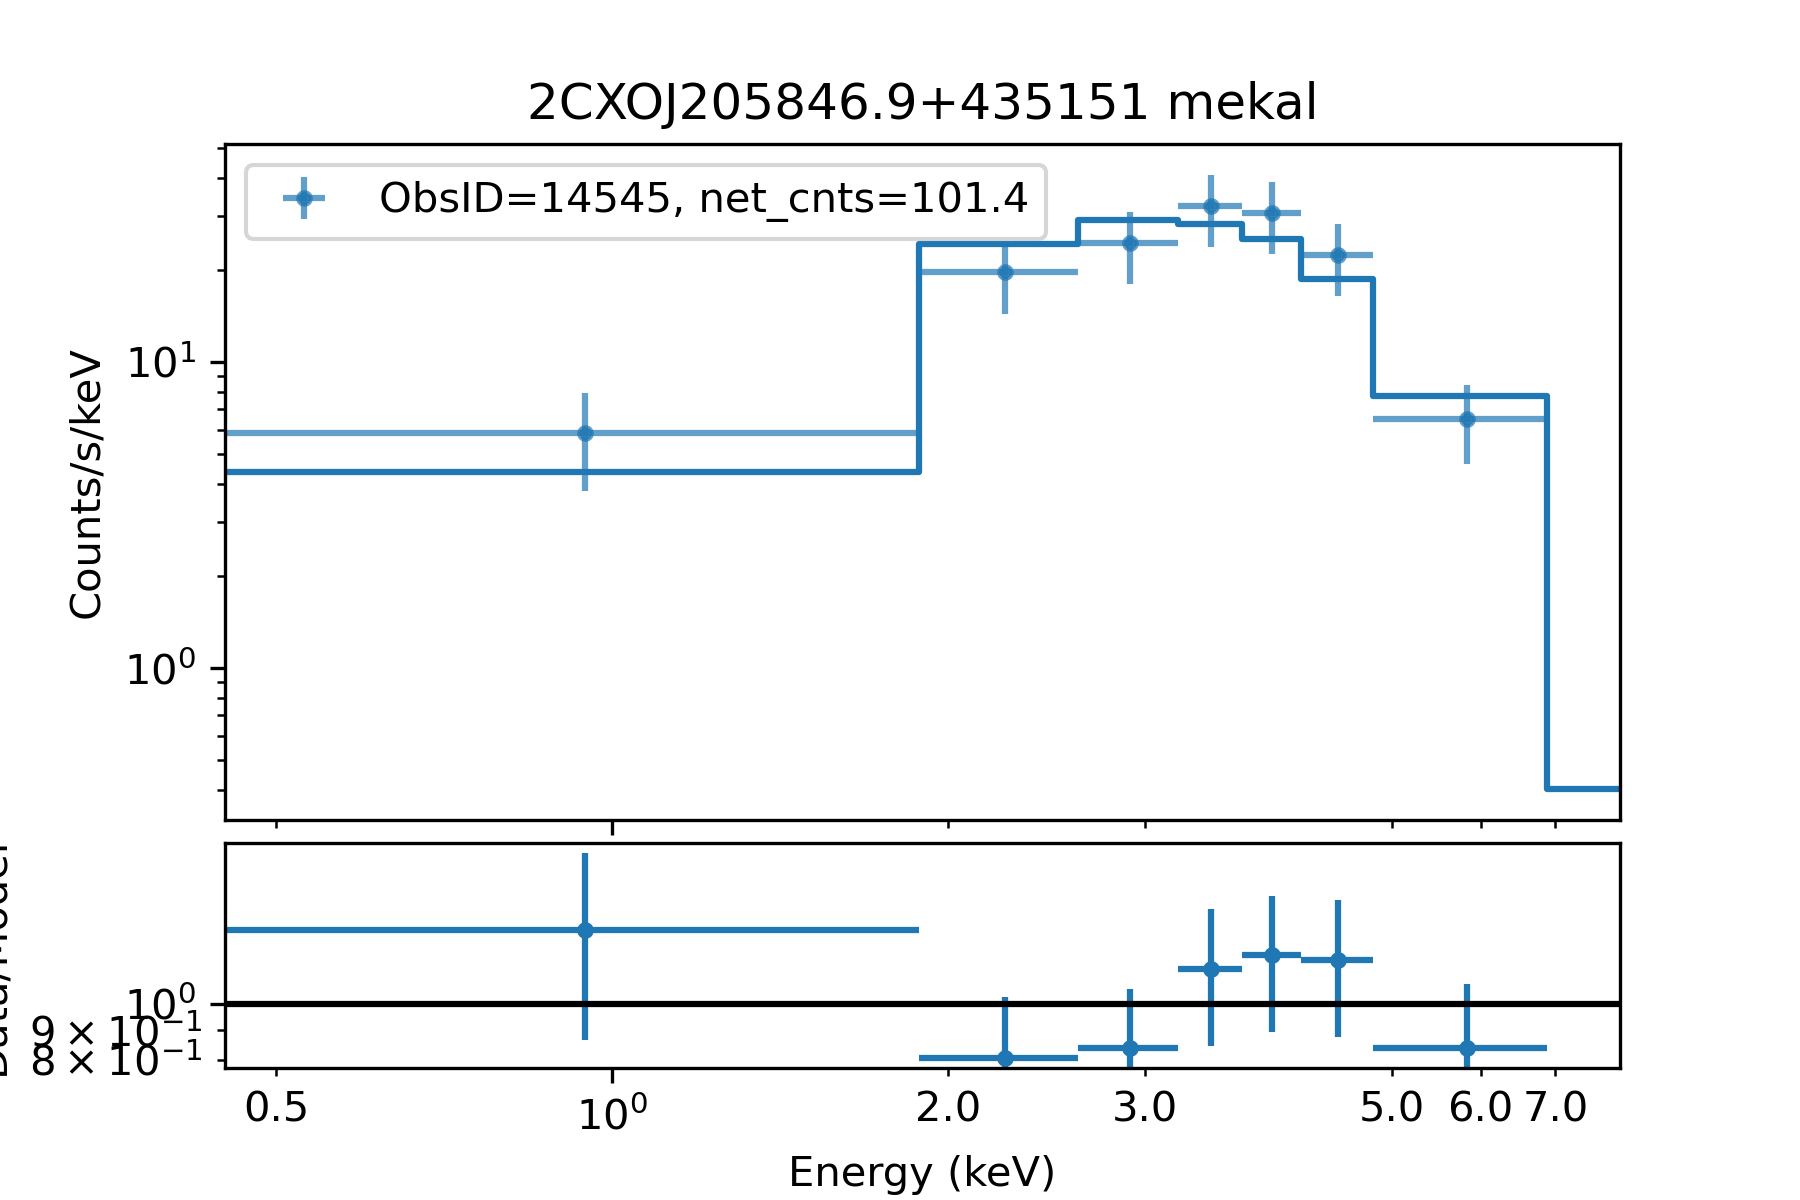 2CXOJ205846.9+435151 mekal
ObsID=14545, net_cnts=101.4
Counts/s/keV
10¹
10⁰
10⁰
9 × 10⁻¹
8 × 10⁻¹
0.5 10⁰ 2.0 3.0 5.0 6.0 7.0
Energy (keV)